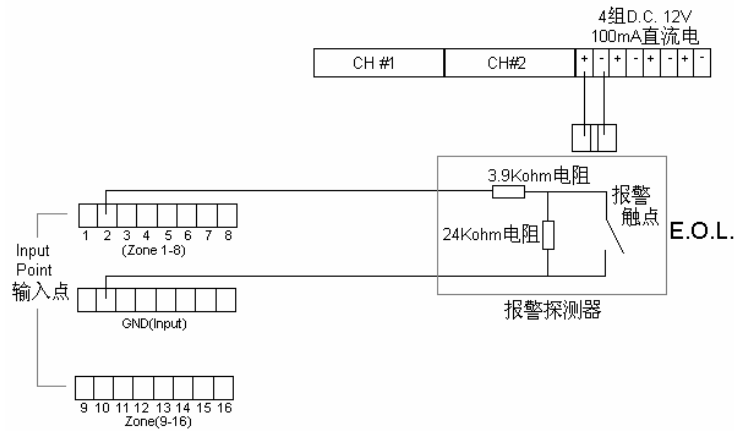 4组D.C. 12V
100mA直流电
CH #1
CH#2
+ - + - + - + -
3.9Kohm电阻
报警
触点
24Kohm电阻
E.O.L.
报警探测器
Input
Point
输入点
1 2 3 4 5 6 7 8
(Zone 1-8)
GND(Input)
9 10 11 12 13 14 15 16
Zone(9-16)